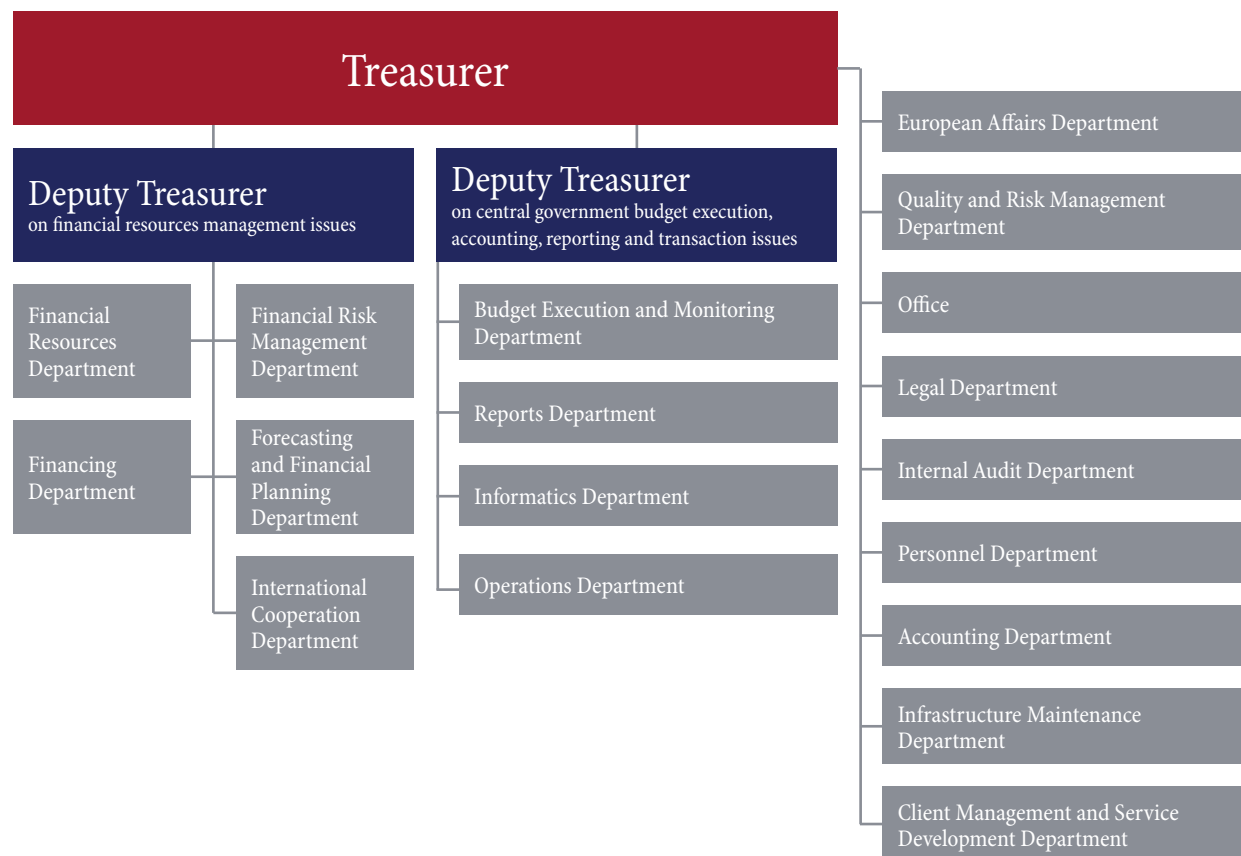 Treasurer
Deputy Treasurer
on financial resources management issues
Financial
Resources
Department
Financial Risk
Management
Department
Financing
Department
Forecasting
and Financial
Planning
Department
International
Cooperation
Department
Deputy Treasurer
on central government budget execution,
accounting, reporting and transaction issues
Budget Execution and Monitoring
Department
Reports Department
Informatics Department
Operations Department
European Affairs Department
Quality and Risk Management
Department
Office
Legal Department
Internal Audit Department
Personnel Department
Accounting Department
Infrastructure Maintenance
Department
Client Management and Service
Development Department